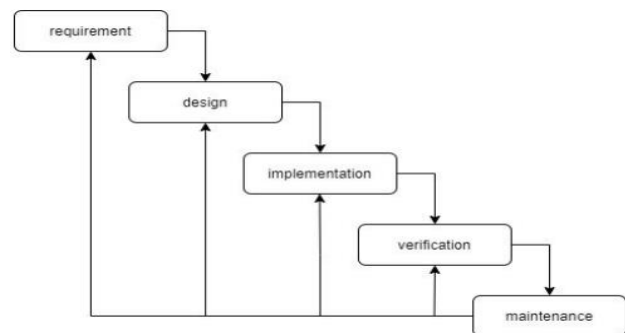 requirement
design
implementation
verification
maintenance